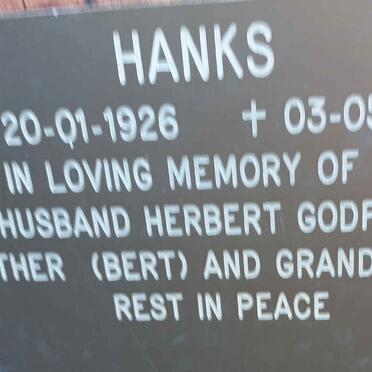 HANKS
20-01-1926 ✝ 03-05
IN LOVING MEMORY OF
HUSBAND HERBERT GODF
THER (BERT) AND GRAND
REST IN PEACE